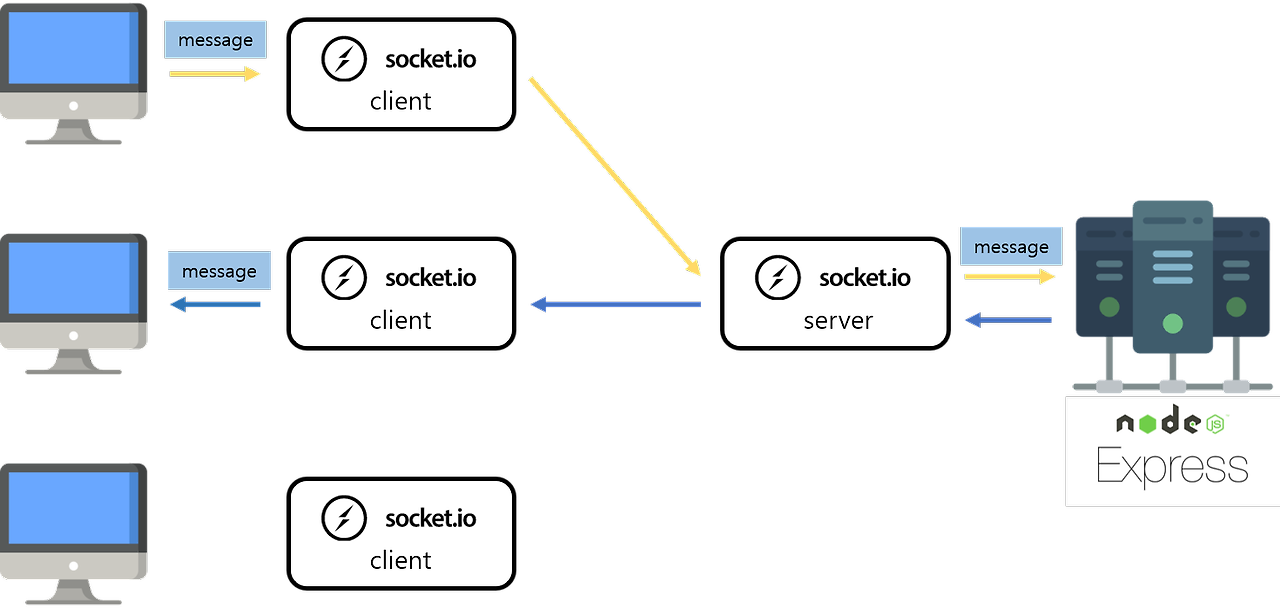 message
socket.io
client
message
socket.io
client
socket.io
server
message
node
JS
Express
socket.io
client